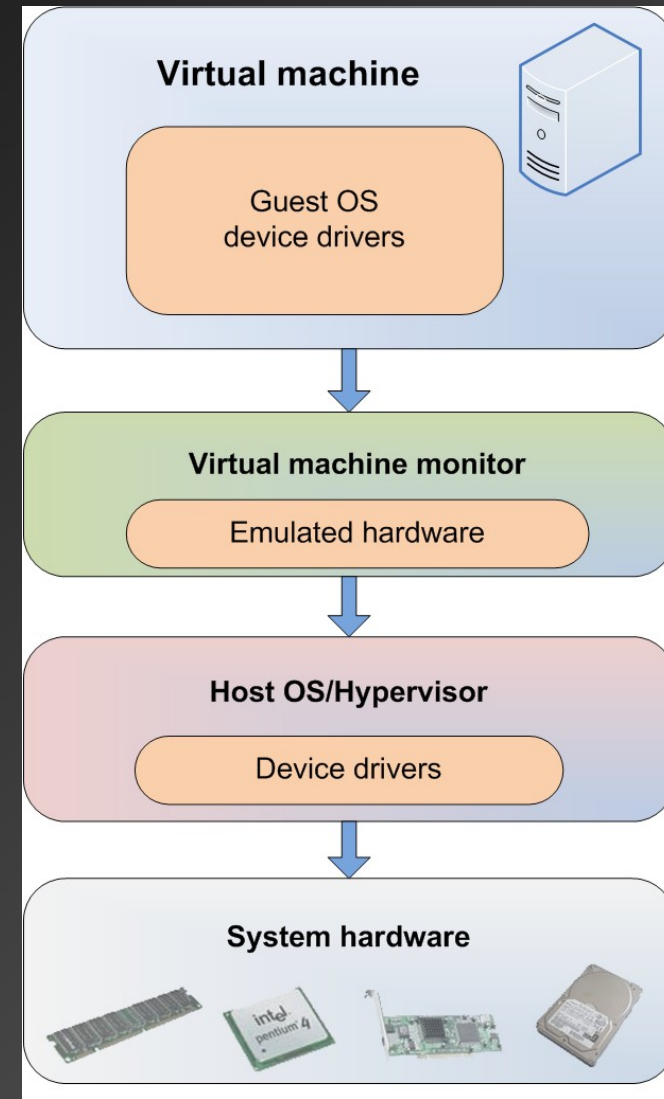 Virtual machine
Guest OS
device drivers
Virtual machine monitor
Emulated hardware
Host OS/Hypervisor
Device drivers
System hardware
intel
pentium 4